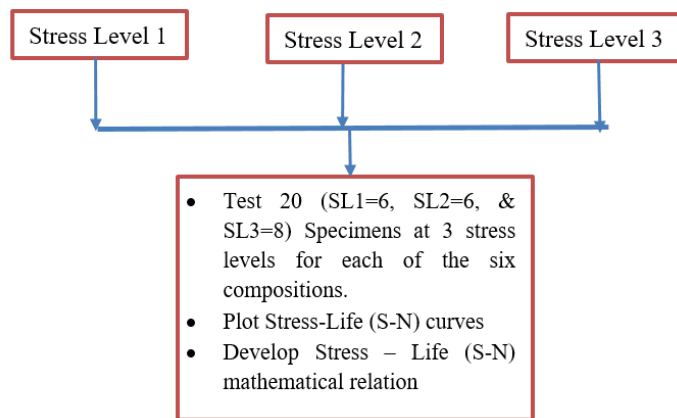 Stress Level 1
Stress Level 2
Stress Level 3
• Test 20 (SL1=6, SL2=6, &
SL3=8) Specimens at 3 stress
levels for each of the six
compositions.
• Plot Stress-Life (S-N) curves
• Develop Stress – Life (S-N)
mathematical relation